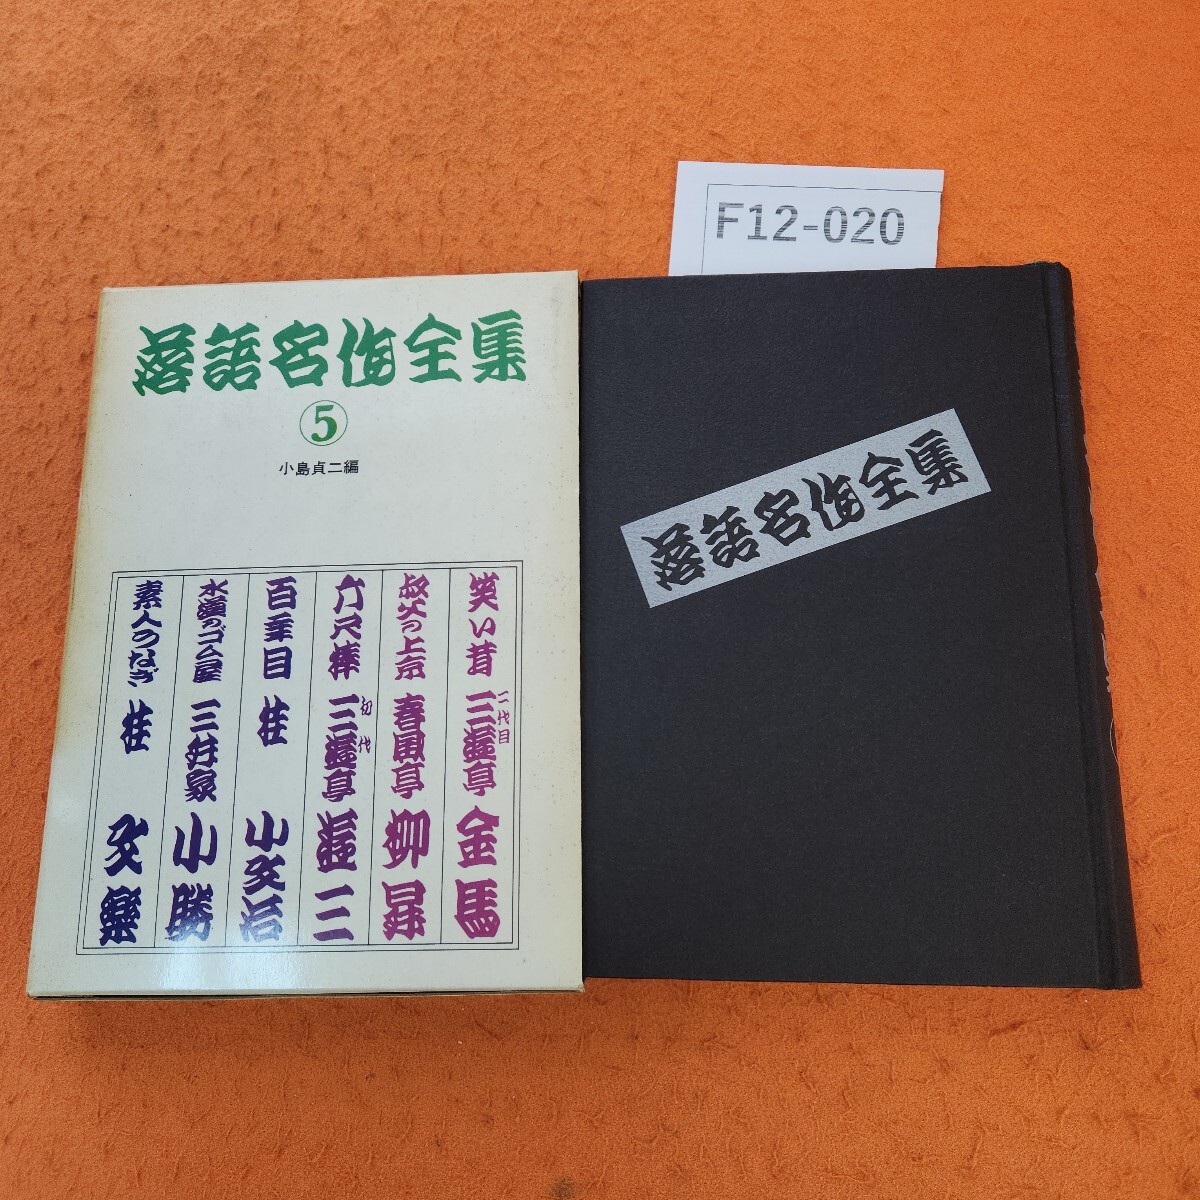 F12-020
落語名作全集
5
小島貞二編
笑い茸 二代目 三遊亭 金馬
叔父の上京 春風亭 柳昇
六尺棒 初代 三遊亭 遊三
百年目 桂 小文治
水滴のゴム屋 三升家 小勝
素人うなぎ 桂 文楽
落語名作全集